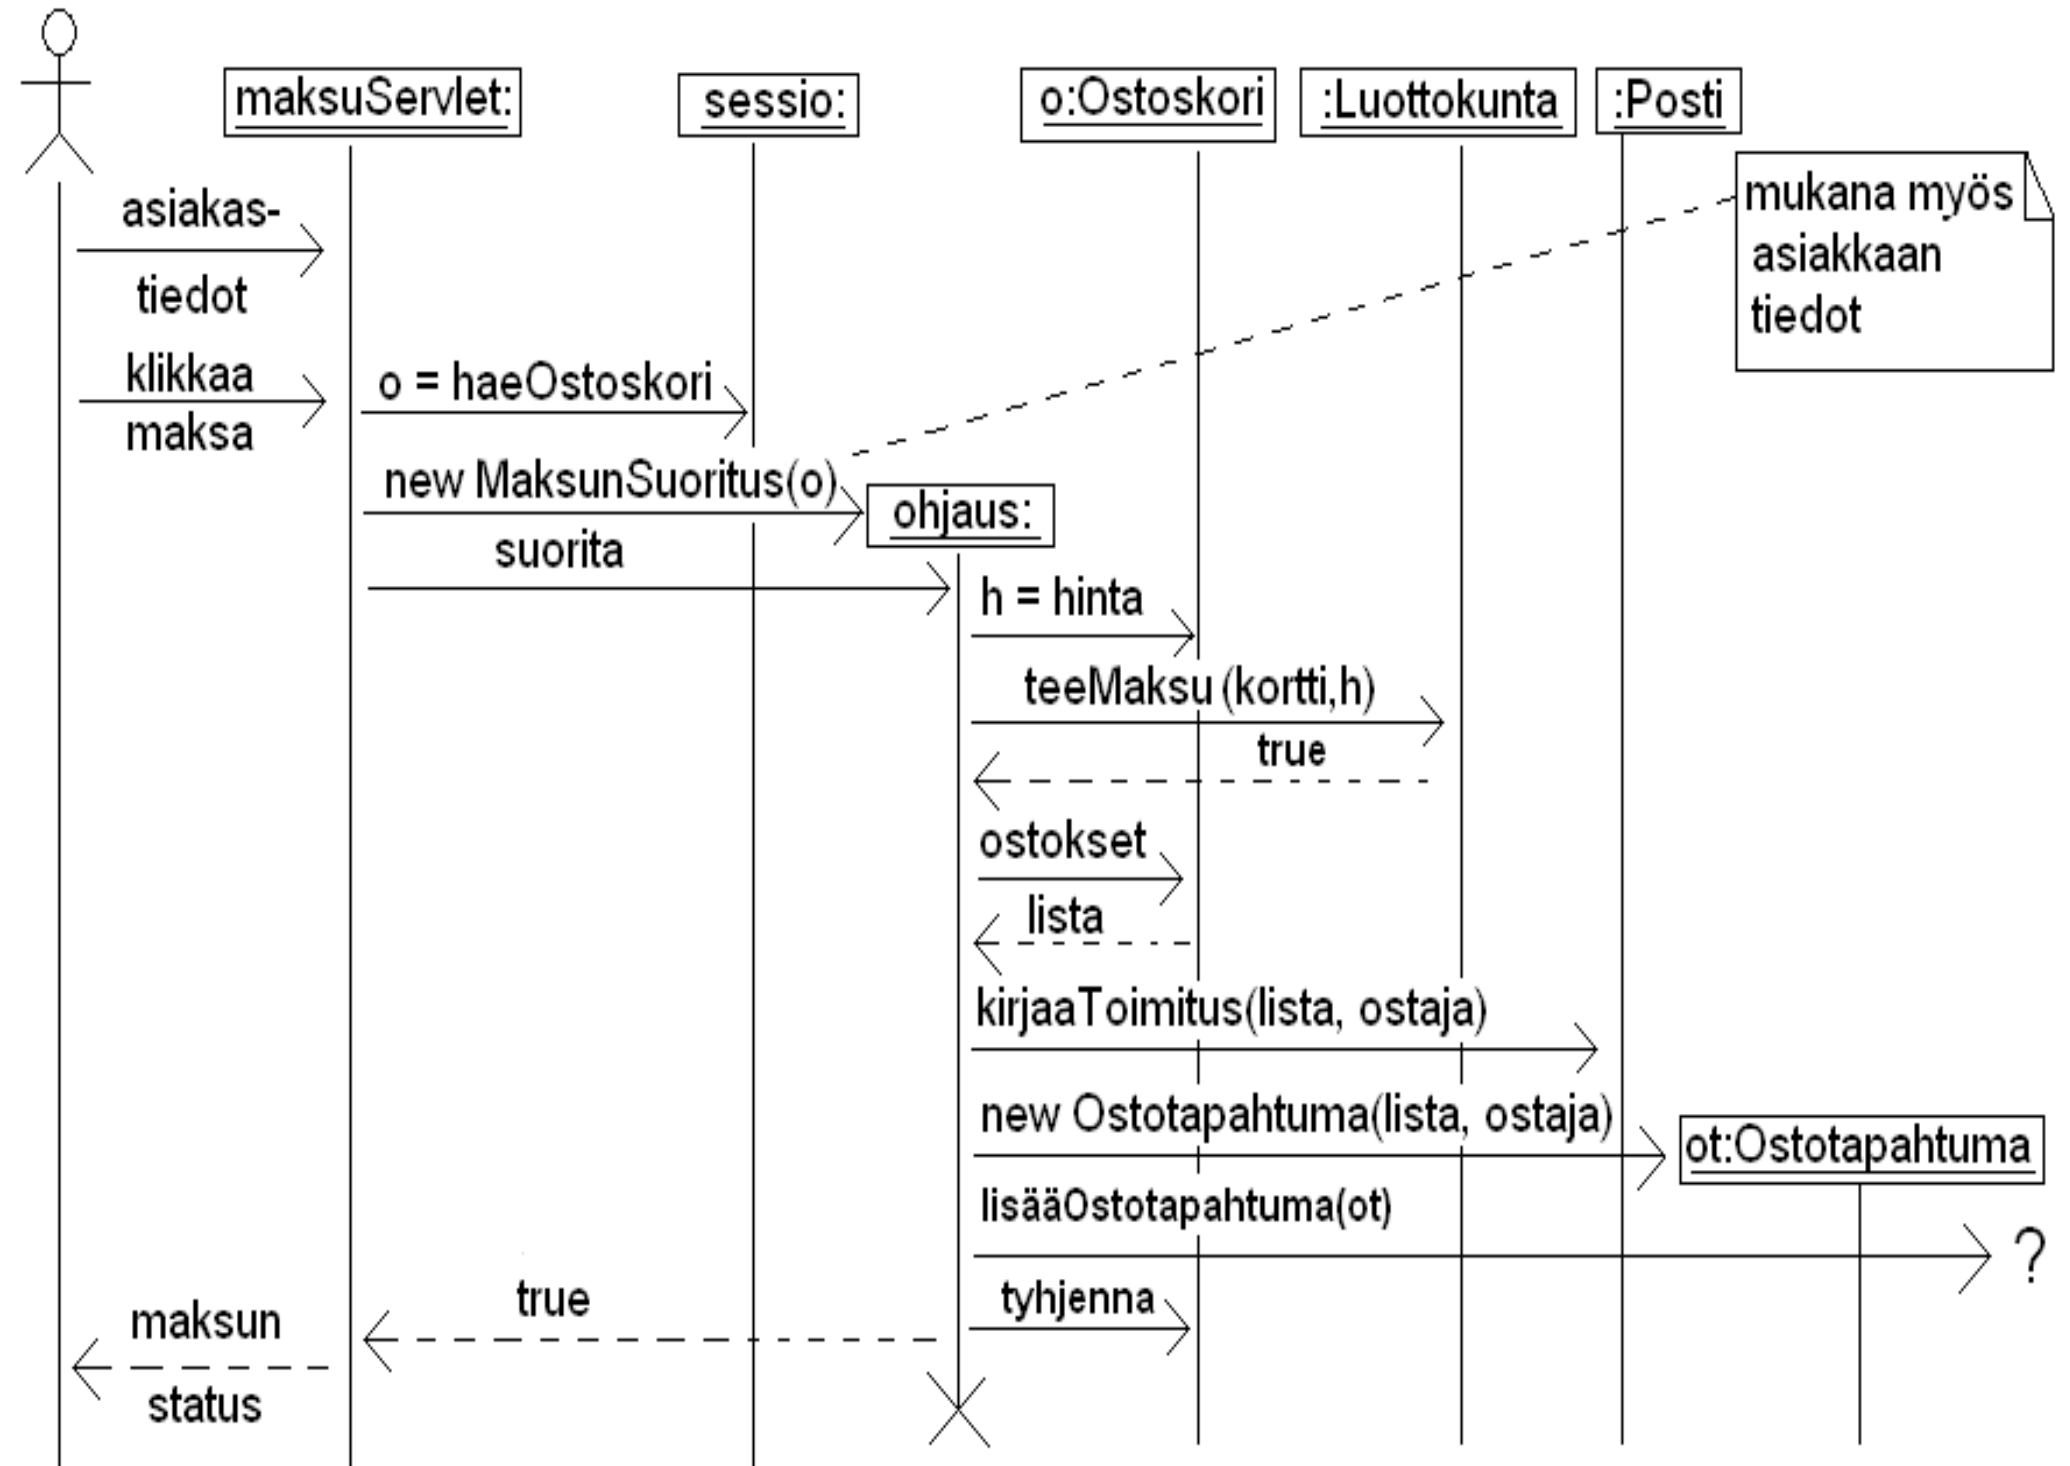 maksuServlet:
sessio:
o:Ostoskori
:Luottokunta
:Posti
mukana myös
asiakkaan
tiedot
asiakas-
tiedot
klikkaa
maksa
o = haeOstoskori
new MaksunSuoritus(o)
ohjaus:
suorita
h = hinta
teeMaksu (kortti,h)
true
ostokset
lista
kirjaaToimitus(lista, ostaja)
new Ostotapahtuma(lista, ostaja)
ot:Ostotapahtuma
lisääOstotapahtuma(ot)
?
tyhjenna
true
maksun
status